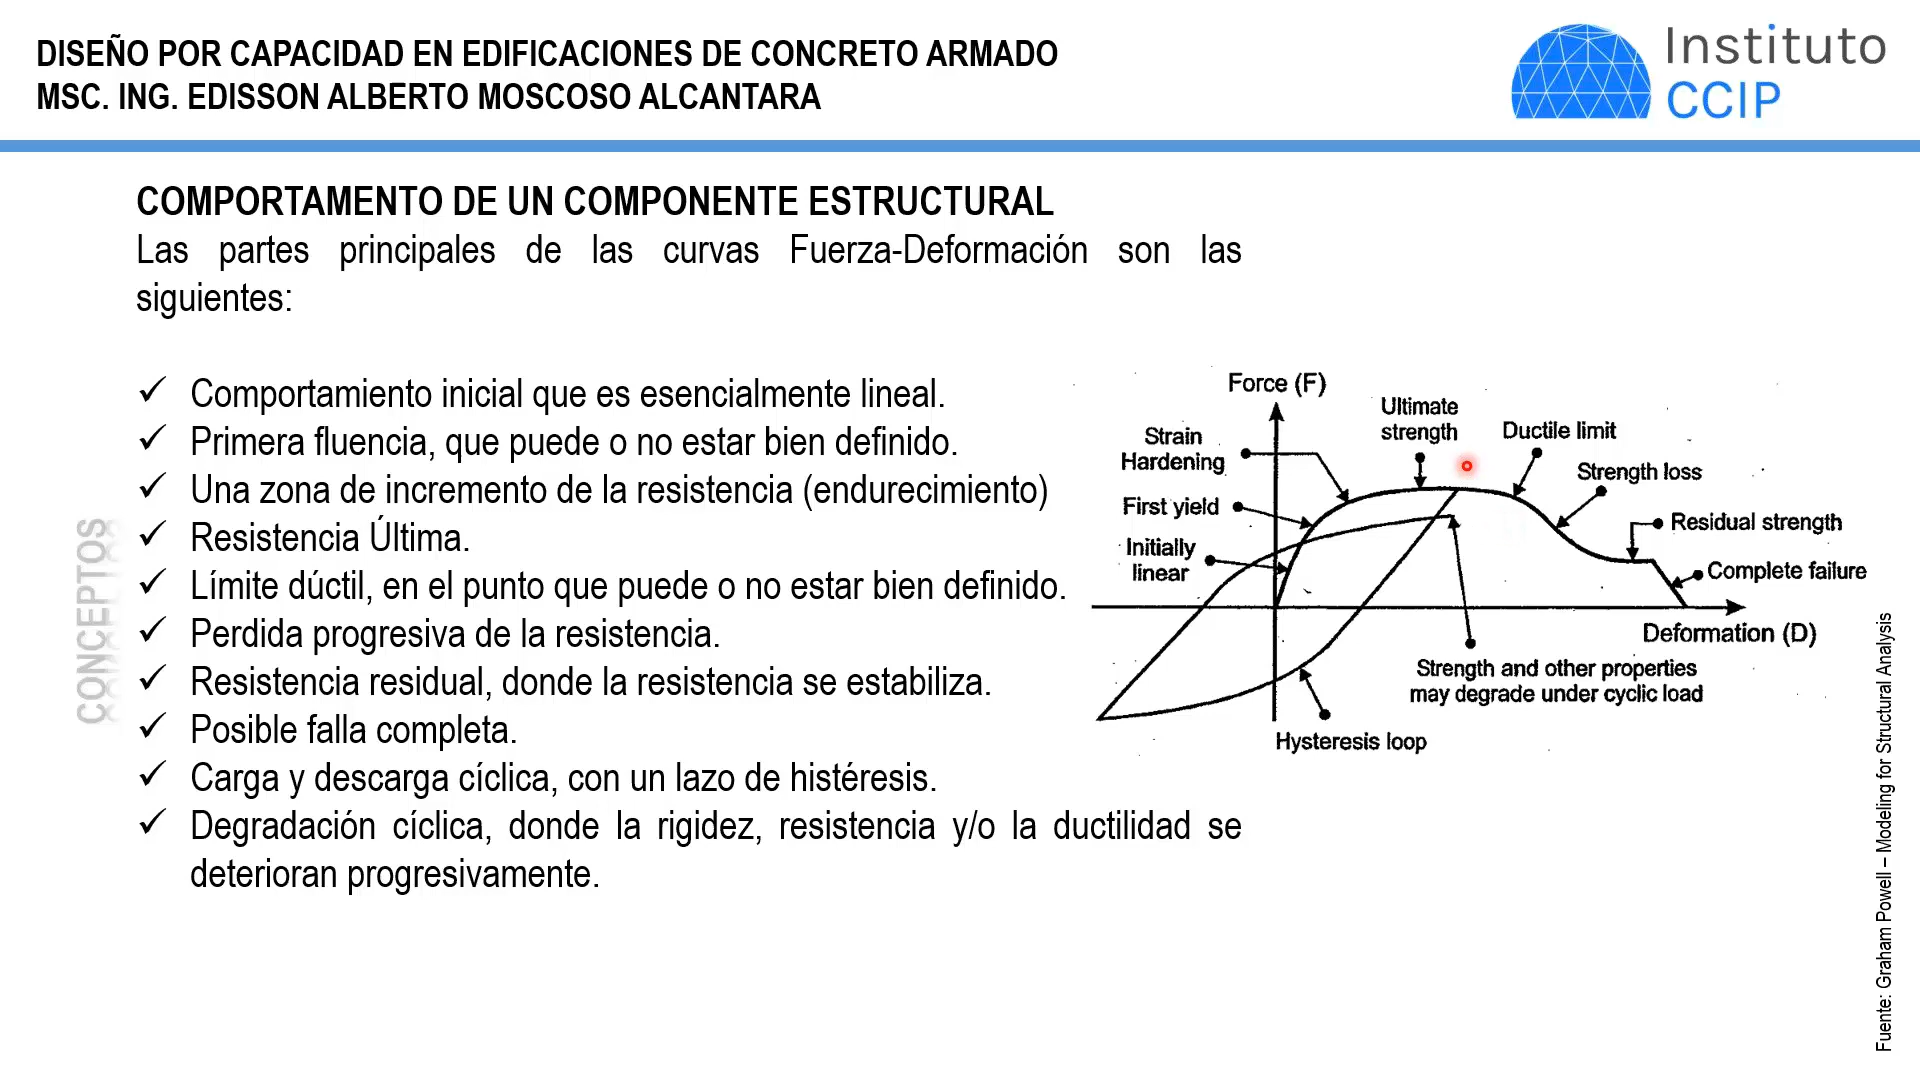 DISEÑO POR CAPACIDAD EN EDIFICACIONES DE CONCRETO ARMADO
MSC. ING. EDISSON ALBERTO MOSCOSO ALCANTARA
Instituto
CCIP
COMPORTAMENTO DE UN COMPONENTE ESTRUCTURAL
Las partes principales de las curvas Fuerza-Deformación son las
siguientes:
✓ Comportamiento inicial que es esencialmente lineal.
✓ Primera fluencia, que puede o no estar bien definido.
✓ Una zona de incremento de la resistencia (endurecimiento)
✓ Resistencia Última.
✓ Límite dúctil, en el punto que puede o no estar bien definido.
✓ Perdida progresiva de la resistencia.
✓ Resistencia residual, donde la resistencia se estabiliza.
✓ Posible falla completa.
✓ Carga y descarga cíclica, con un lazo de histéresis.
✓ Degradación cíclica, donde la rigidez, resistencia y/o la ductilidad se
deterioran progresivamente.
CONCEPTOS
Force (F)
Ultimate
strength
Ductile limit
Strain
Hardening
Strength loss
First yield
Residual strength
Initially
linear
Complete failure
Deformation (D)
Strength and other properties
may degrade under cyclic load
Hysteresis loop
Fuente: Graham Powell – Modeling for Structural Analysis